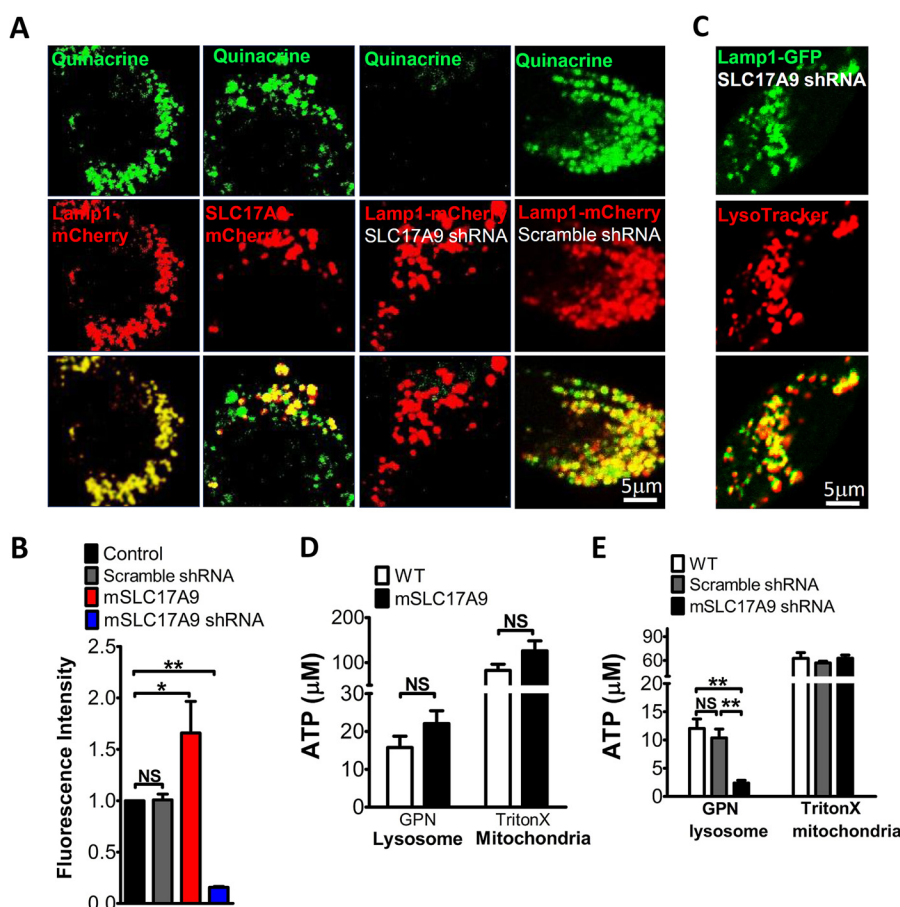 A
C
Quinacrine
Quinacrine
Quinacrine
Quinacrine
Lamp1-GFP
SLC17A9 shRNA
Lamp1-
mCherry
SLC17A9-
mCherry
Lamp1-mCherry
SLC17A9 shRNA
Lamp1-mCherry
Scramble shRNA
LysoTracker
5μm
5μm
B
Control
Scramble shRNA
mSLC17A9
mSLC17A9 shRNA
Fluorescence Intensity
2.5
2.0
1.5
1.0
0.5
0.0
**
*
NS
D
WT
mSLC17A9
ATP (μM)
200
100
30
20
10
0
NS
NS
GPN
TritonX
Lysosome
Mitochondria
E
WT
Scramble shRNA
mSLC17A9 shRNA
ATP (μM)
90
60
30
15
10
5
0
**
NS
**
GPN
TritonX
lysosome
mitochondria